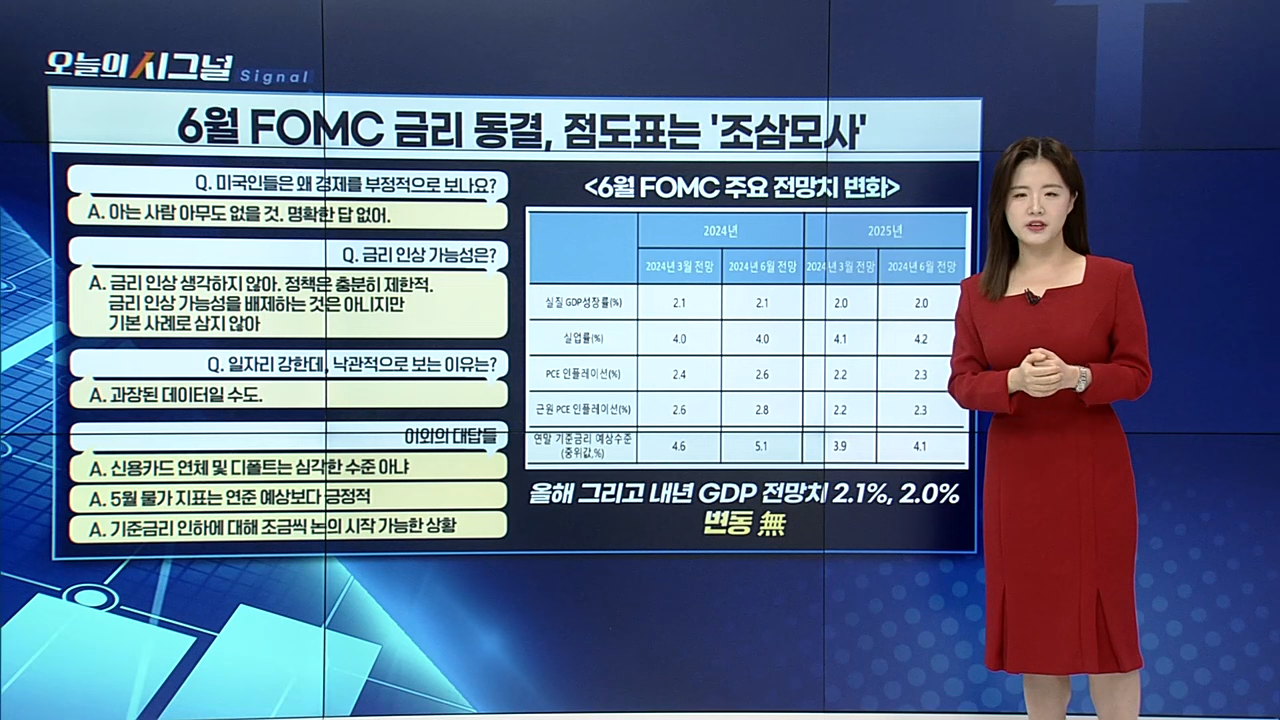 오늘의 시그널 Signal
6월 FOMC 금리 동결, 점도표는 '조삼모사'
Q. 미국인들은 왜 경제를 부정적으로 보나요?
A. 아는 사람 아무도 없을 것. 명확한 답 없어.
Q. 금리 인상 가능성은?
A. 금리 인상 생각하지 않아. 정책은 충분히 제한적.
금리 인상 가능성을 배제하는 것은 아니지만
기본 사례로 삼지 않아
Q. 일자리 강한데, 낙관적으로 보는 이유는?
A. 과장된 데이터일 수도.
이외의 대답들
A. 신용카드 연체 및 디폴트는 심각한 수준 아냐
A. 5월 물가 지표는 연준 예상보다 긍정적
A. 기준금리 인하에 대해 조금씩 논의 시작 가능한 상황
<6월 FOMC 주요 전망치 변화>
2024년 2025년
2024년 3월 전망 2024년 6월 전망 2024년 3월 전망 2024년 6월 전망
실질 GDP성장률(%) 2.1 2.1 2.0 2.0
실업률(%) 4.0 4.0 4.1 4.2
PCE 인플레이션(%) 2.4 2.6 2.2 2.3
근원 PCE 인플레이션(%) 2.6 2.8 2.2 2.3
연말 기준금리 예상수준
(중위값,%) 4.6 5.1 3.9 4.1
올해 그리고 내년 GDP 전망치 2.1%, 2.0%
변동 無